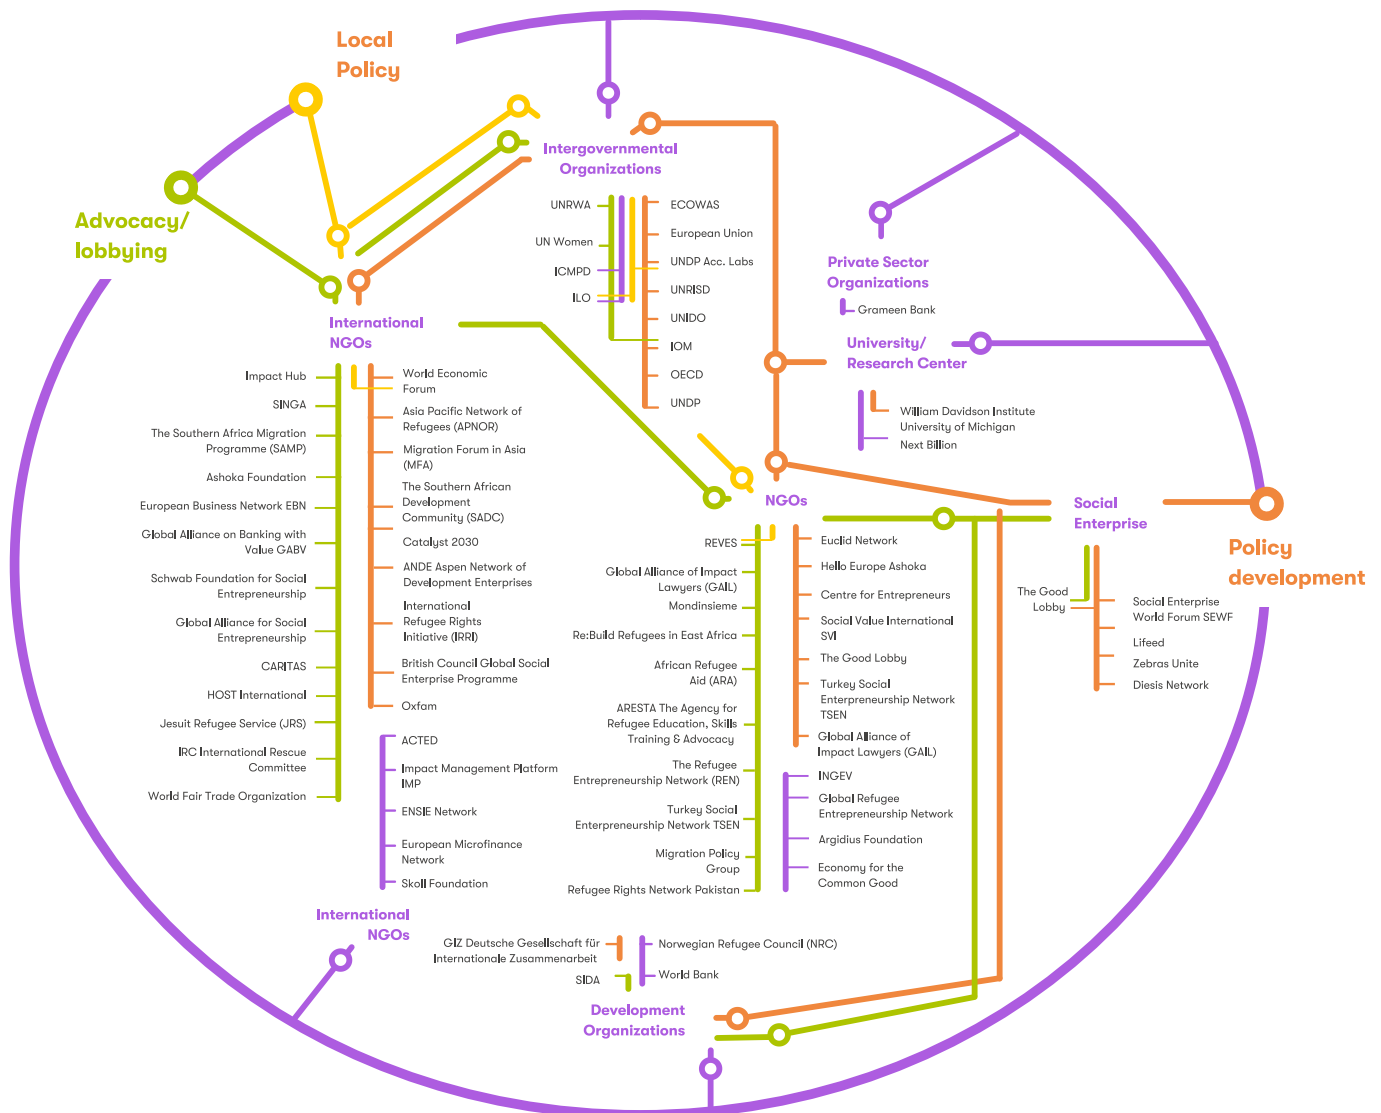 Local
Policy
Advocacy/
lobbying
Intergovernmental
Organizations
UNRWA
UN Women
ICMPD
ILO
ECOWAS
European Union
UNDP Acc. Labs
UNRISD
UNIDO
IOM
OECD
UNDP
Private Sector
Organizations
Grameen Bank
University/
Research Center
William Davidson Institute
University of Michigan
Next Billion
International
NGOs
Impact Hub
SINGA
The Southern Africa Migration
Programme (SAMP)
Ashoka Foundation
European Business Network EBN
Global Alliance on Banking with
Value GABV
Schwab Foundation for Social
Entrepreneurship
Global Alliance for Social
Entrepreneurship
CARITAS
HOST International
Jesuit Refugee Service (JRS)
IRC International Rescue
Committee
World Fair Trade Organization
World Economic
Forum
Asia Pacific Network of
Refugees (APNOR)
Migration Forum in Asia
(MFA)
The Southern African
Development
Community (SADC)
Catalyst 2030
ANDE Aspen Network of
Development Enterprises
International
Refugee Rights
Initiative (IRRI)
British Council Global Social
Enterprise Programme
Oxfam
ACTED
Impact Management Platform
IMP
ENSIE Network
European Microfinance
Network
Skoll Foundation
International
NGOs
NGOs
REVES
Global Alliance of Impact
Lawyers (GAIL)
Mondinsieme
Re:Build Refugees in East Africa
African Refugee
Aid (ARA)
ARESTA The Agency for
Refugee Education, Skills
Training & Advocacy
The Refugee
Entrepreneurship Network (REN)
Turkey Social
Enterpreneurship Network TSEN
Migration Policy
Group
Refugee Rights Network Pakistan
Euclid Network
Hello Europe Ashoka
Centre for Entrepreneurs
Social Value International
SVI
The Good Lobby
Turkey Social
Enterpreneurship Network
TSEN
Global Alliance of
Impact Lawyers (GAIL)
INGEV
Global Refugee
Entrepreneurship Network
Argidius Foundation
Economy for the
Common Good
Social
Enterprise
The Good
Lobby
Social Enterprise
World Forum SEWF
Lifeed
Zebras Unite
Diesis Network
Policy
development
GIZ Deutsche Gesellschaft für
Internationale Zusammenarbeit
SIDA
Norwegian Refugee Council (NRC)
World Bank
Development
Organizations